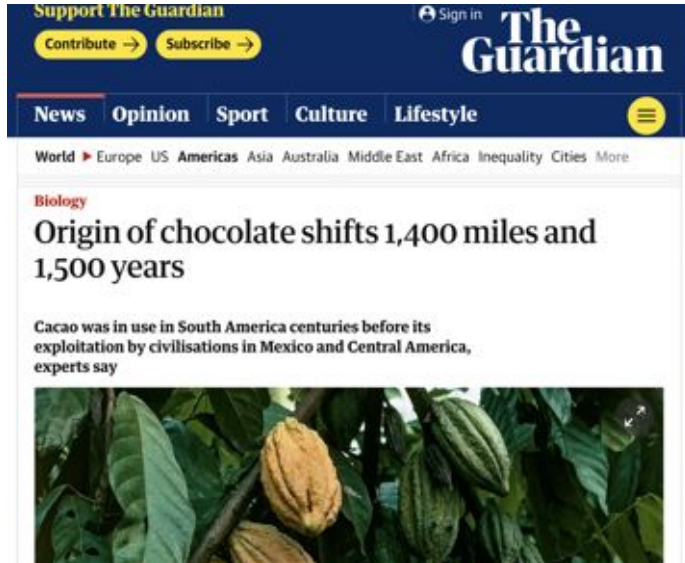 Support The Guardian
Contribute → Subscribe →
Sign in
The
Guardian
News Opinion Sport Culture Lifestyle
World ▶ Europe US Americas Asia Australia Middle East Africa Inequality Cities More
Biology
Origin of chocolate shifts 1,400 miles and
1,500 years
Cacao was in use in South America centuries before its
exploitation by civilisations in Mexico and Central America,
experts say